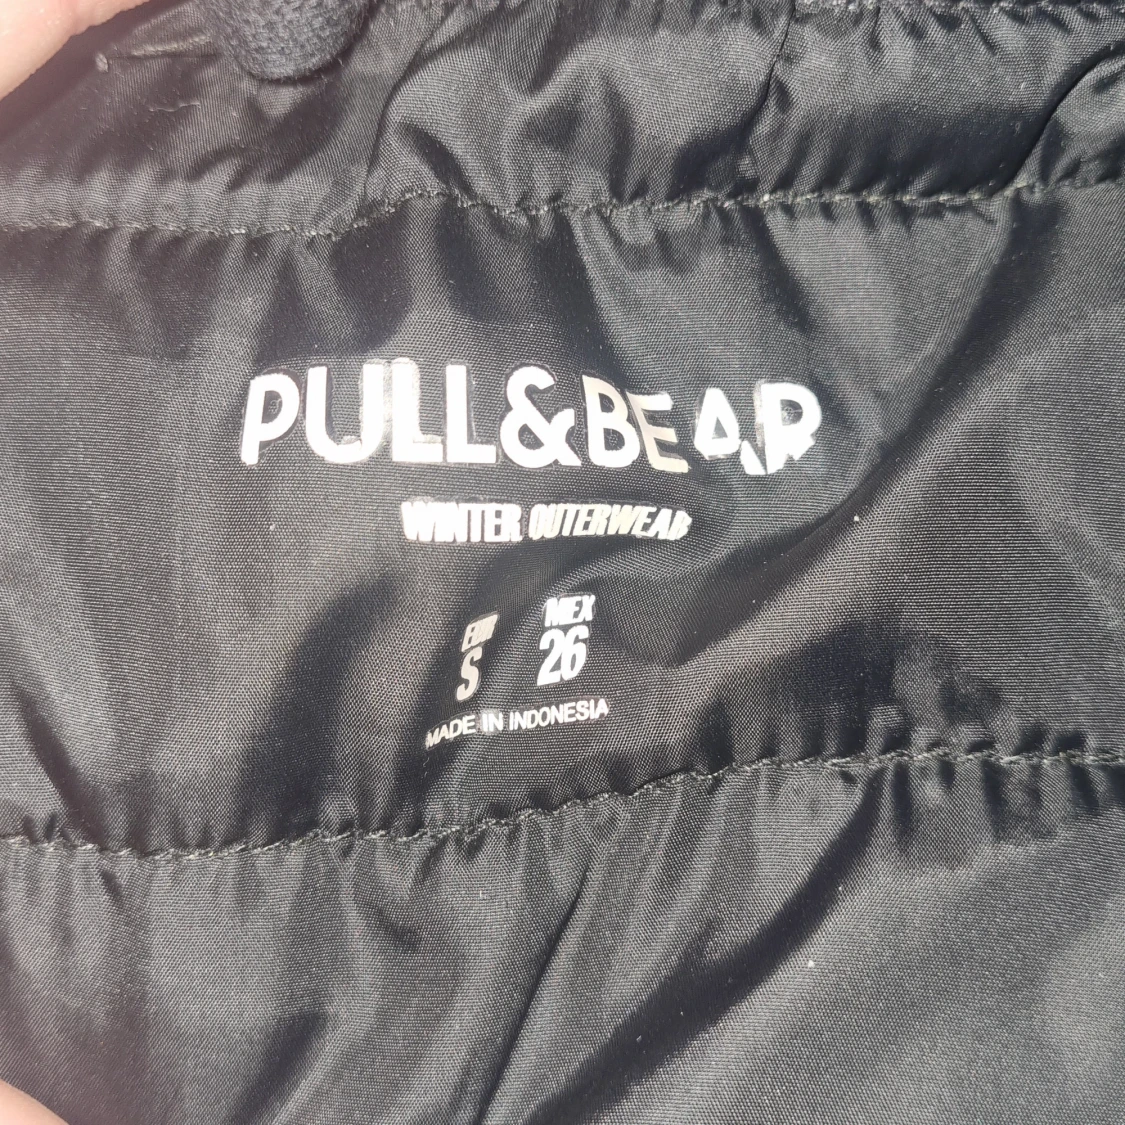 PULL&BEAR
WINTER OUTERWEAR
EUR MEX
S 26
MADE IN INDONESIA